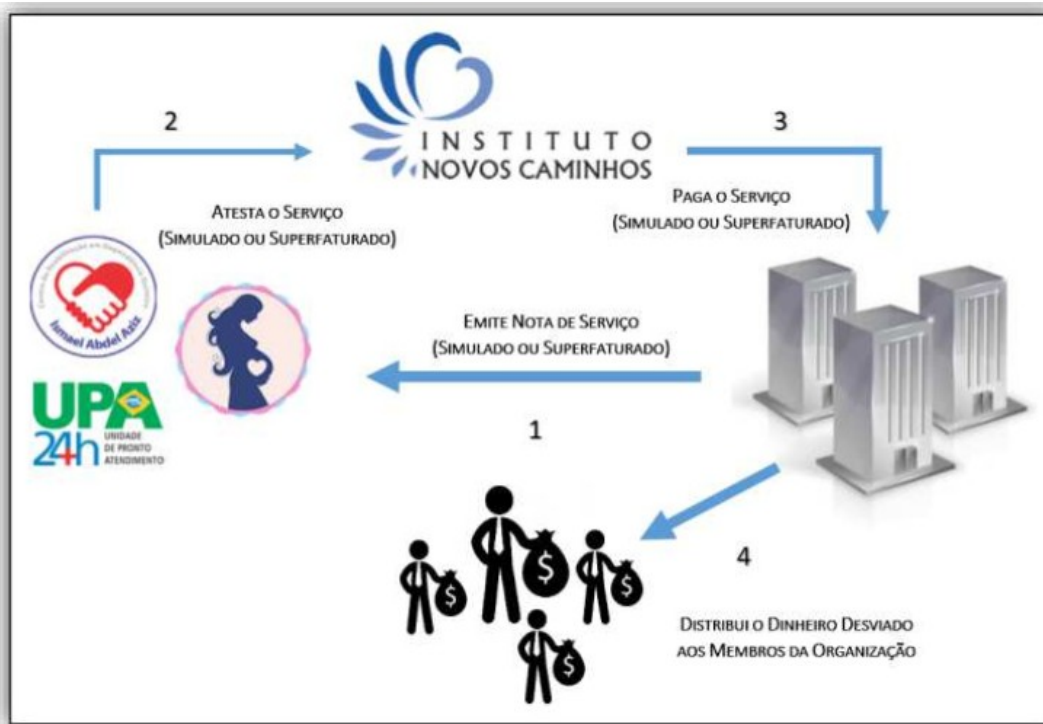 2
INSTITUTO
NOVOS CAMINHOS
3
ATESTA O SERVIÇO
(SIMULADO OU SUPERFATURADO)
PAGA O SERVIÇO
(SIMULADO OU SUPERFATURADO)
Ismael Abdel Aziz
EMITE NOTA DE SERVIÇO
(SIMULADO OU SUPERFATURADO)
UPA
24h
UNIDADE
DE PRONTO
ATENDIMENTO
1
$
$
$
$
4
DISTRIBUI O DINHEIRO DESVIADO
AOS MEMBROS DA ORGANIZAÇÃO